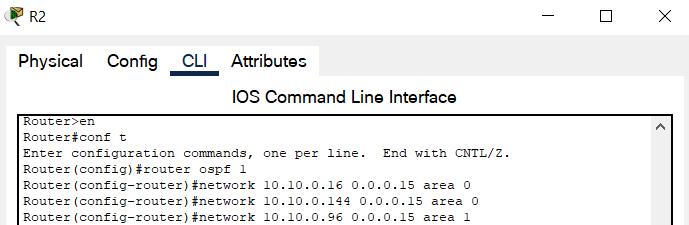 R2
Physical Config CLI Attributes
IOS Command Line Interface
Router>en
Router#conf t
Enter configuration commands, one per line.  End with CNTL/Z.
Router(config)#router ospf 1
Router(config-router)#network 10.10.0.16 0.0.0.15 area 0
Router(config-router)#network 10.10.0.144 0.0.0.15 area 0
Router(config-router)#network 10.10.0.96 0.0.0.15 area 1